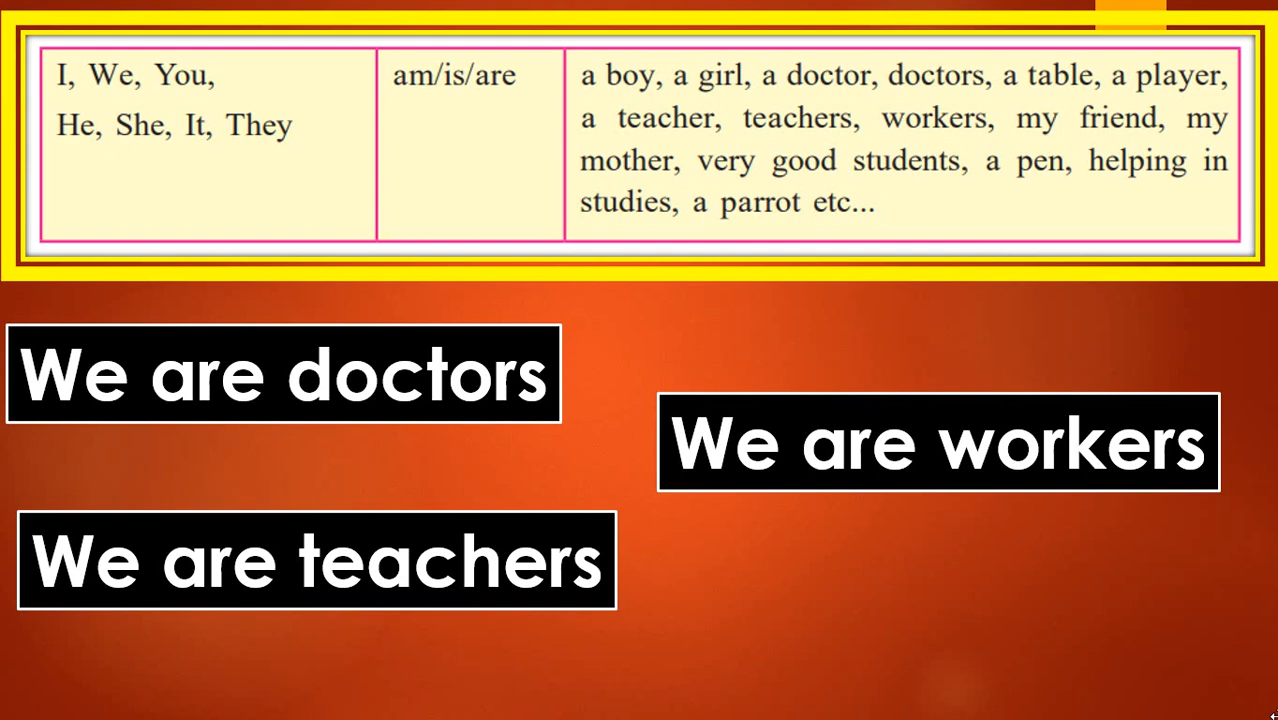 I, We, You,
He, She, It, They
am/is/are
a boy, a girl, a doctor, doctors, a table, a player,
a teacher, teachers, workers, my friend, my
mother, very good students, a pen, helping in
studies, a parrot etc...
We are doctors
We are workers
We are teachers